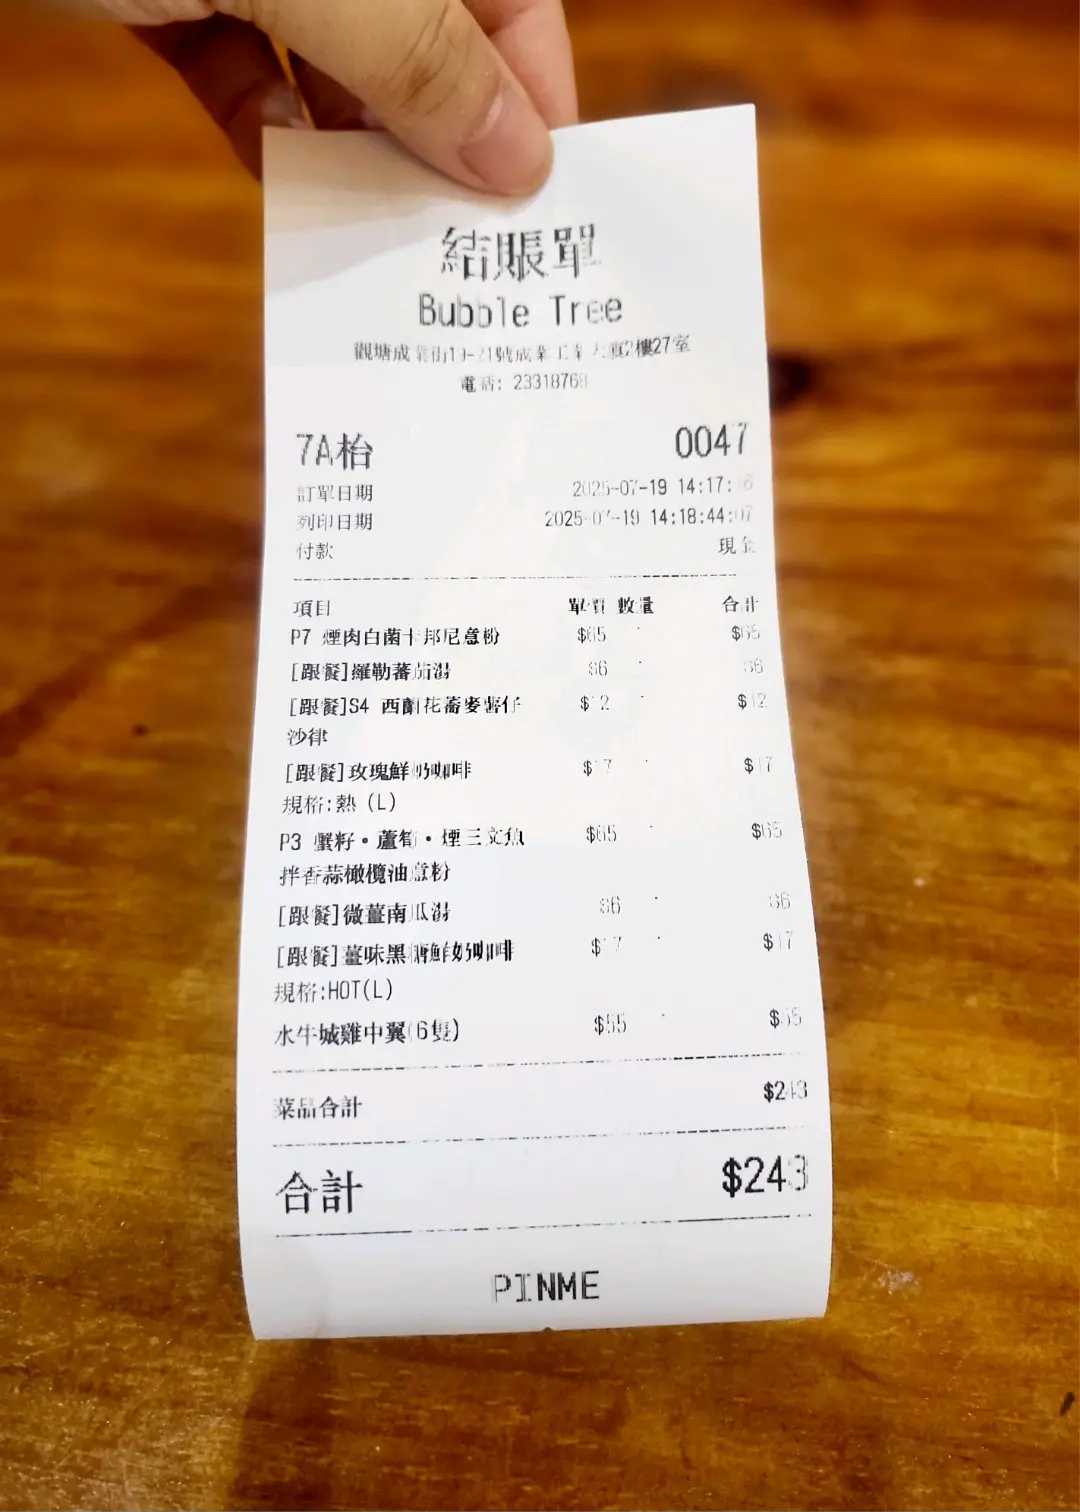 結賬單
Bubble Tree
觀塘成業街19-21號成業工業大廈2樓27室
電話: 23318768
7A枱 0047
訂單日期 2025-07-19 14:17:
列印日期 2025-07-19 14:18:44:07
付款 現金
項目 單價 數量 合計
P7 煙肉白菌卡邦尼意粉 $65 $65
[跟餐]羅勒蕃茄湯 $6 $6
[跟餐]S4 西蘭花蕎麥薯仔 $12 $12
沙律
[跟餐]玫瑰鮮奶咖啡 $17 $17
規格:熱 (L)
P3 蟹籽・蘆筍・煙三文魚 $65 $65
拌香蒜橄欖油意粉
[跟餐]微薑南瓜湯 $6 $6
[跟餐]薑味黑糖鮮奶咖啡 $17 $17
規格:HOT(L)
水牛城雞中翼(6隻) $55 $55
菜品合計 $243
合計 $243
PINME